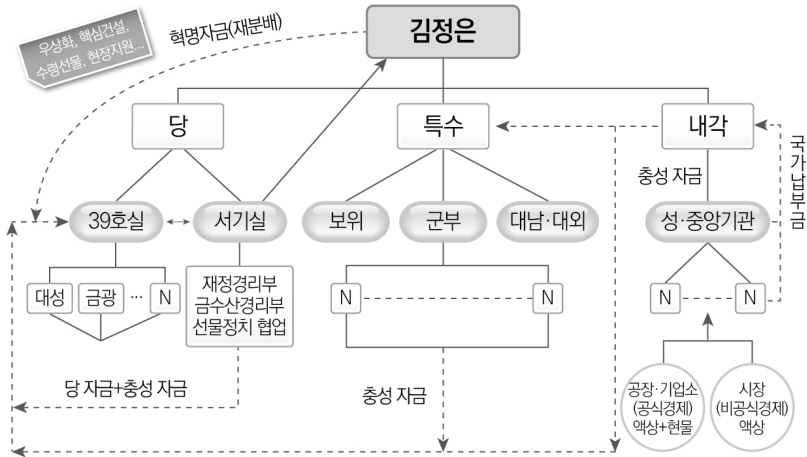 김정은
우상화, 핵심건설,
수령선물, 현장지원...
혁명자금(재분배)
당
특수
내각
국가납부금
충성 자금
39호실
서기실
보위
군부
대남·대외
성·중앙기관
대성
금광
...
N
재정경리부
금수산경리부
선물정치 협업
N
N
N
N
당 자금+충성 자금
충성 자금
공장·기업소
(공식경제)
액상+현물
시장
(비공식경제)
액상